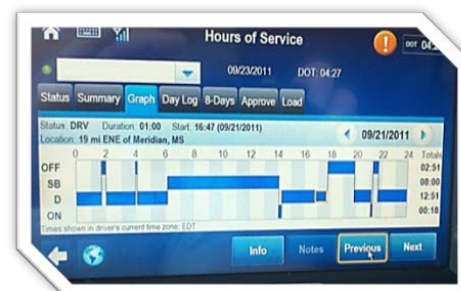 Hours of Service
DOT 04:
09/23/2011 DOT: 04:27
Status Summary Graph Day Log 8-Days Approve Load
Status: DRV Duration: 01:00 Start: 16:47 (09/21/2011)
Location: 19 mi ENE of Meridian, MS
09/21/2011
0 2 4 6 8 10 12 14 16 18 20 22 24 Totals
OFF 02:51
SB 08:00
D 12:51
ON 00:18
Times shown in driver's current time zone: EDT
Info Notes Previous Next